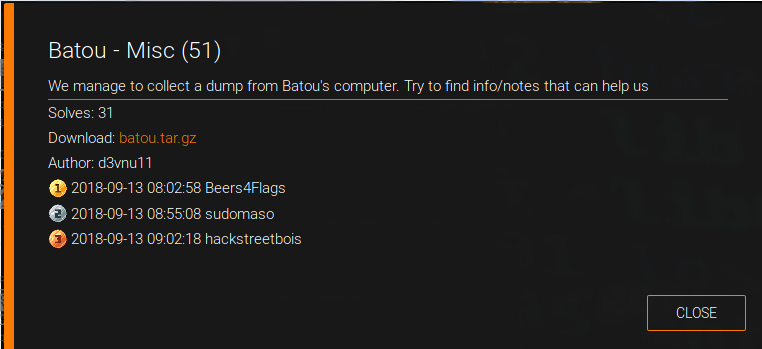 Batou - Misc (51)
We manage to collect a dump from Batou's computer. Try to find info/notes that can help us
Solves: 31
Download: batou.tar.gz
Author: d3vnu11
1 2018-09-13 08:02:58 Beers4Flags
2 2018-09-13 08:55:08 sudomaso
3 2018-09-13 09:02:18 hackstreetbois
CLOSE